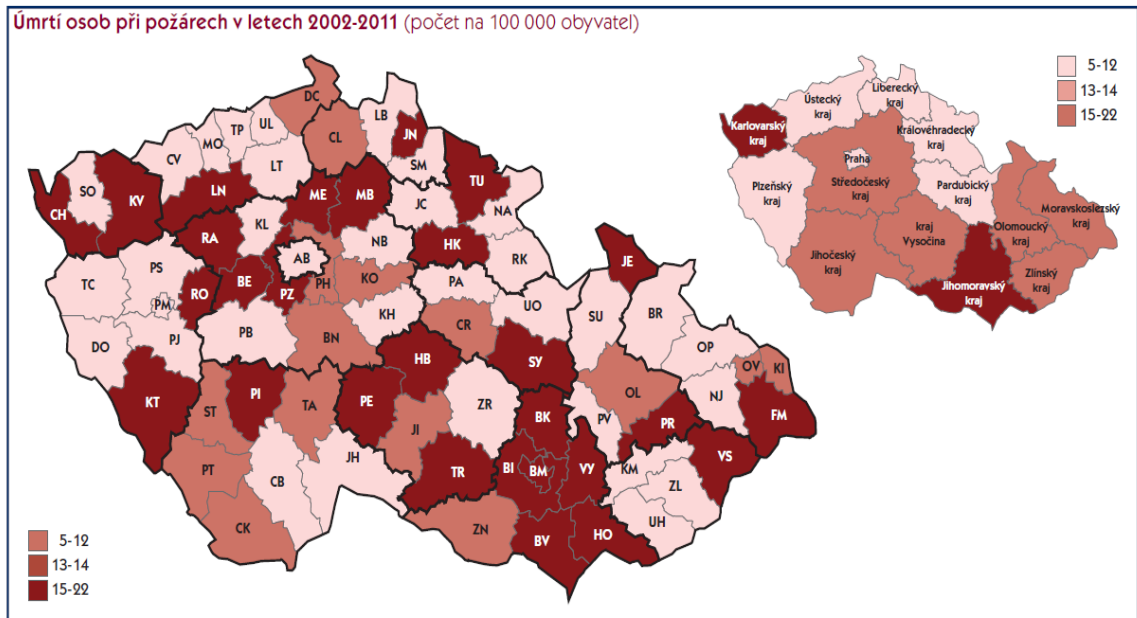 Úmrtí osob při požárech v letech 2002-2011 (počet na 100 000 obyvatel)
DC
UL
TP
MO
CV
LT
CL
LB
JN
SM
TU
SO
KV
CH
LN
ME
MB
JC
NA
RA
KL
AB
NB
HK
RK
TC
PS
PM
RO
BE
PZ
PH
KO
PA
UO
JE
DO
PJ
PB
BN
KH
CR
SU
BR
KT
ST
PI
TA
PE
HB
SY
OP
OV
KI
OL
NJ
FM
ZR
JI
BK
PV
PR
PT
CB
JH
TR
BI
BM
VY
KM
ZL
VS
CK
ZN
BV
HO
UH
5-12
13-14
15-22
5-12
13-14
15-22
Karlovarský
kraj
Ústecký
kraj
Liberecký
kraj
Královéhradecký
kraj
Praha
Plzeňský
kraj
Středočeský
kraj
Pardubický
kraj
Moravskoslezský
kraj
Olomoucký
kraj
kraj
Vysočina
Jihočeský
kraj
Zlínský
kraj
Jihomoravský
kraj